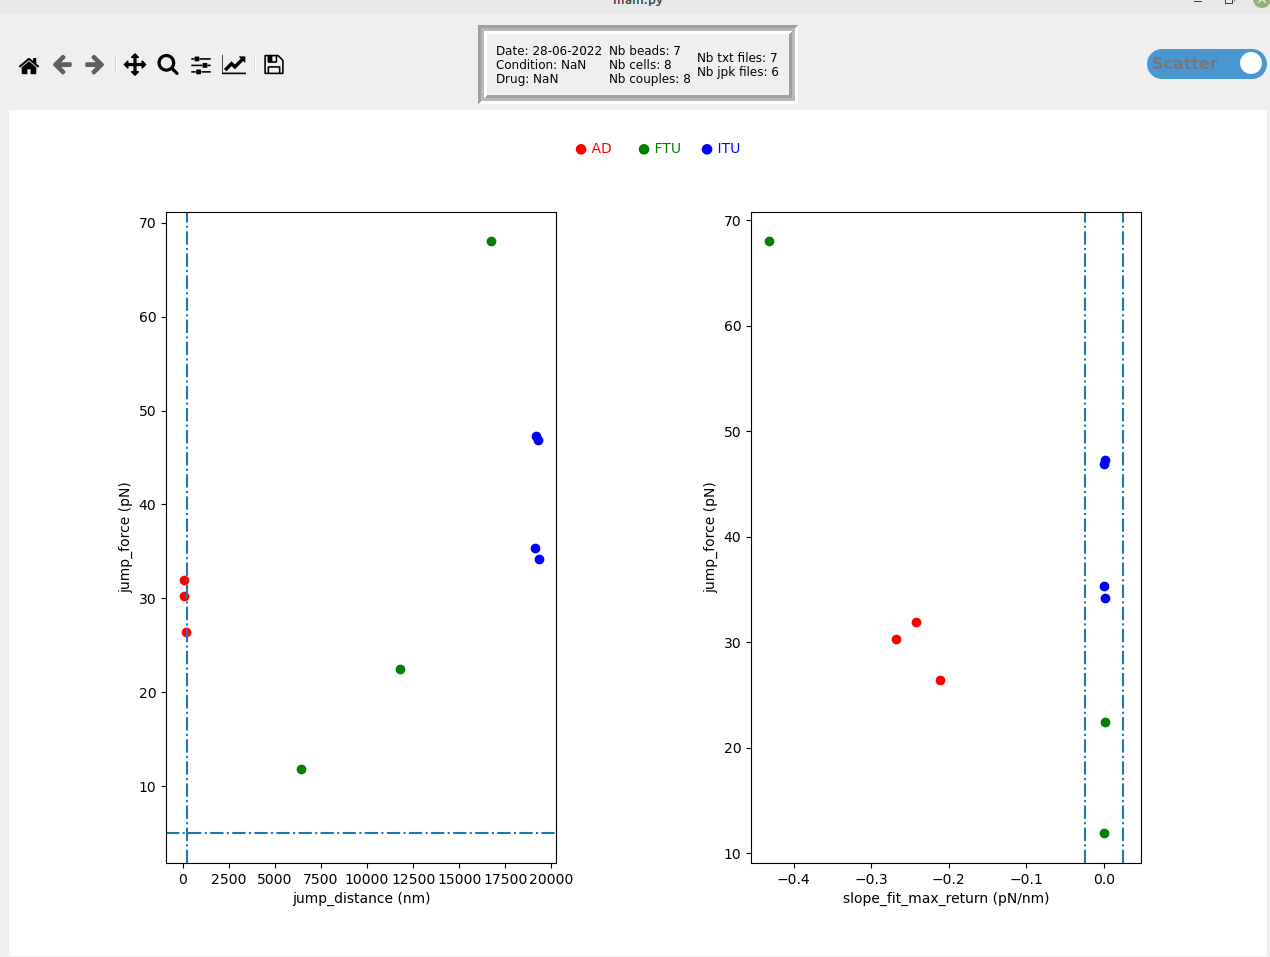 main.py
Date: 28-06-2022
Condition: NaN
Drug: NaN
Nb beads: 7
Nb cells: 8
Nb couples: 8
Nb txt files: 7
Nb jpk files: 6
Scatter
AD
FTU
ITU
70
60
50
40
30
20
10
jump_force (pN)
0
2500
5000
7500
10000
12500
15000
17500
20000
jump_distance (nm)
70
60
50
40
30
20
10
jump_force (pN)
−0.4
−0.3
−0.2
−0.1
0.0
slope_fit_max_return (pN/nm)